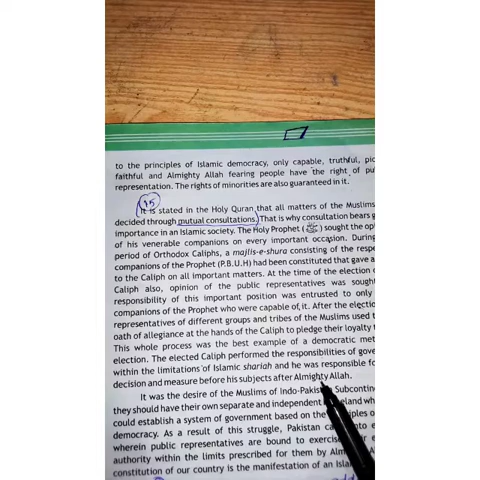 to the principles of Islamic democracy, only capable, truthful,
faithful and Almighty Allah fearing people have the right of
representation. The rights of minorities are also guaranteed in it.
15
It is stated in the Holy Quran that all matters of the Muslims
decided through mutual consultations. That is why consultation bears
importance in an Islamic society. The Holy Prophet (ﷺ) sought the
of his venerable companions on every important occasion. During
period of Orthodox Caliphs, a majlis-e-shura consisting of the
companions of the Prophet (P.B.U.H) had been constituted that gave
to the Caliph on all important matters. At the time of the election
Caliph also, opinion of the public representatives was sought
responsibility of this important position was entrusted to only
companions of the Prophet who were capable of it. After the election
representatives of different groups and tribes of the Muslims used
oath of allegiance at the hands of the Caliph to pledge their loyalty
This whole process was the best example of a democratic
election. The elected Caliph performed the responsibilities of
within the limitations of Islamic shariah and he was responsible
decision and measure before his subjects after Almighty Allah.
It was the desire of the Muslims of Indo-Pakistan
they should have their own separate and independent
could establish a system of government based on the
democracy. As a result of this struggle, Pakistan
wherein public representatives are bound to
authority within the limits prescribed for them by
constitution of our country is the manifestation of an